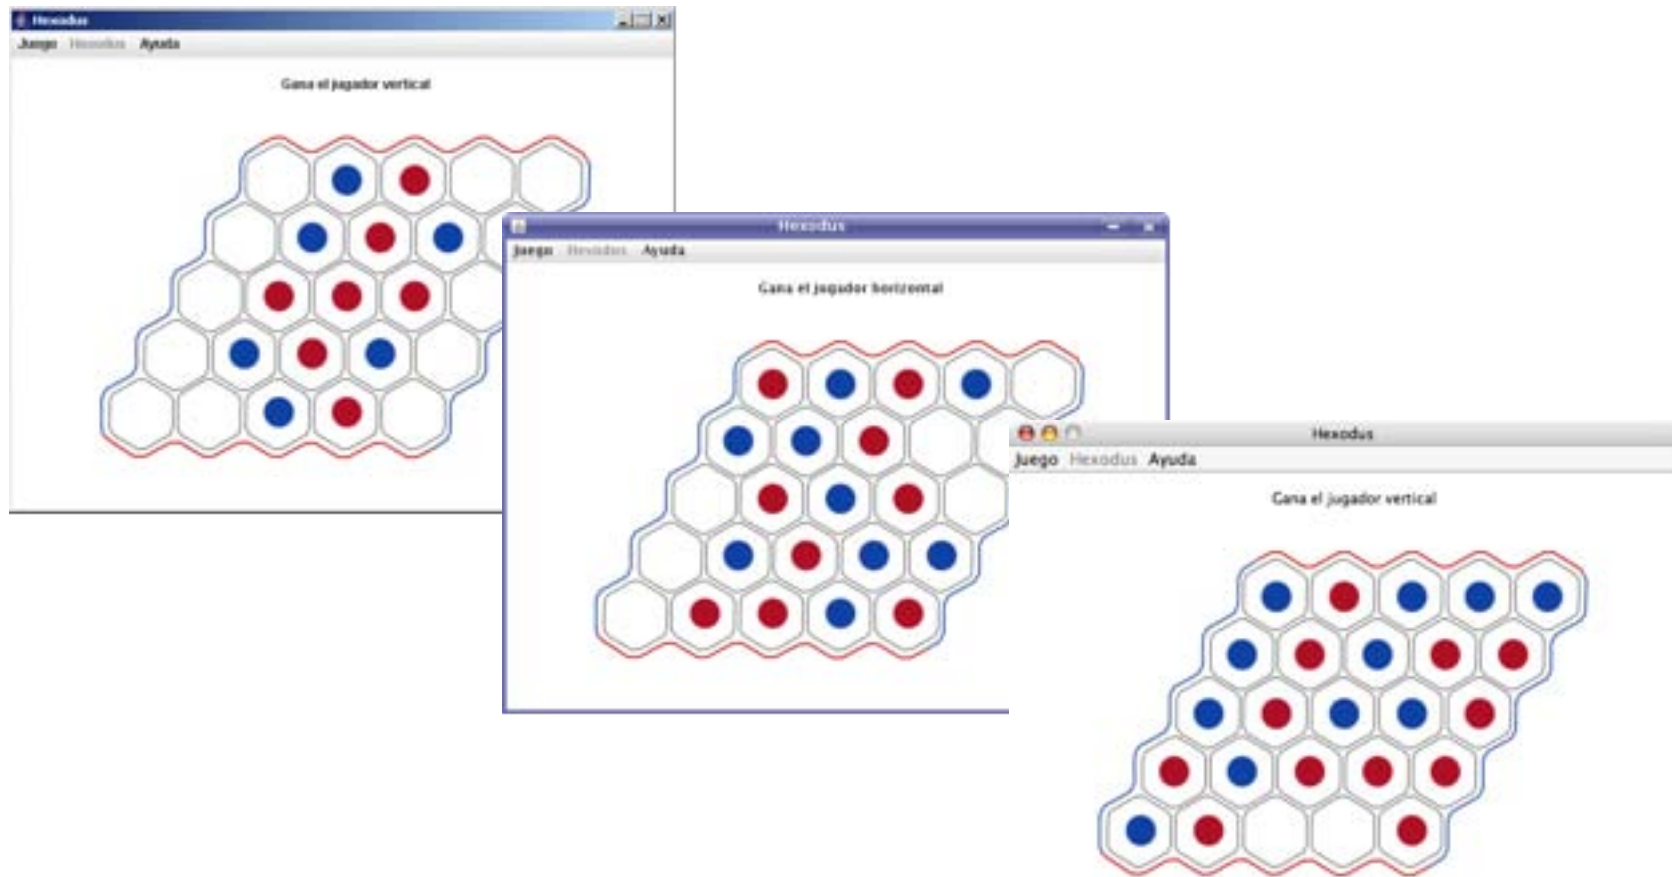 Hexodus
Juego Hexodus Ayuda
Gana el jugador vertical
Hexodus
Juego Hexodus Ayuda
Gana el jugador horizontal
Hexodus
Juego Hexodus Ayuda
Gana el jugador vertical